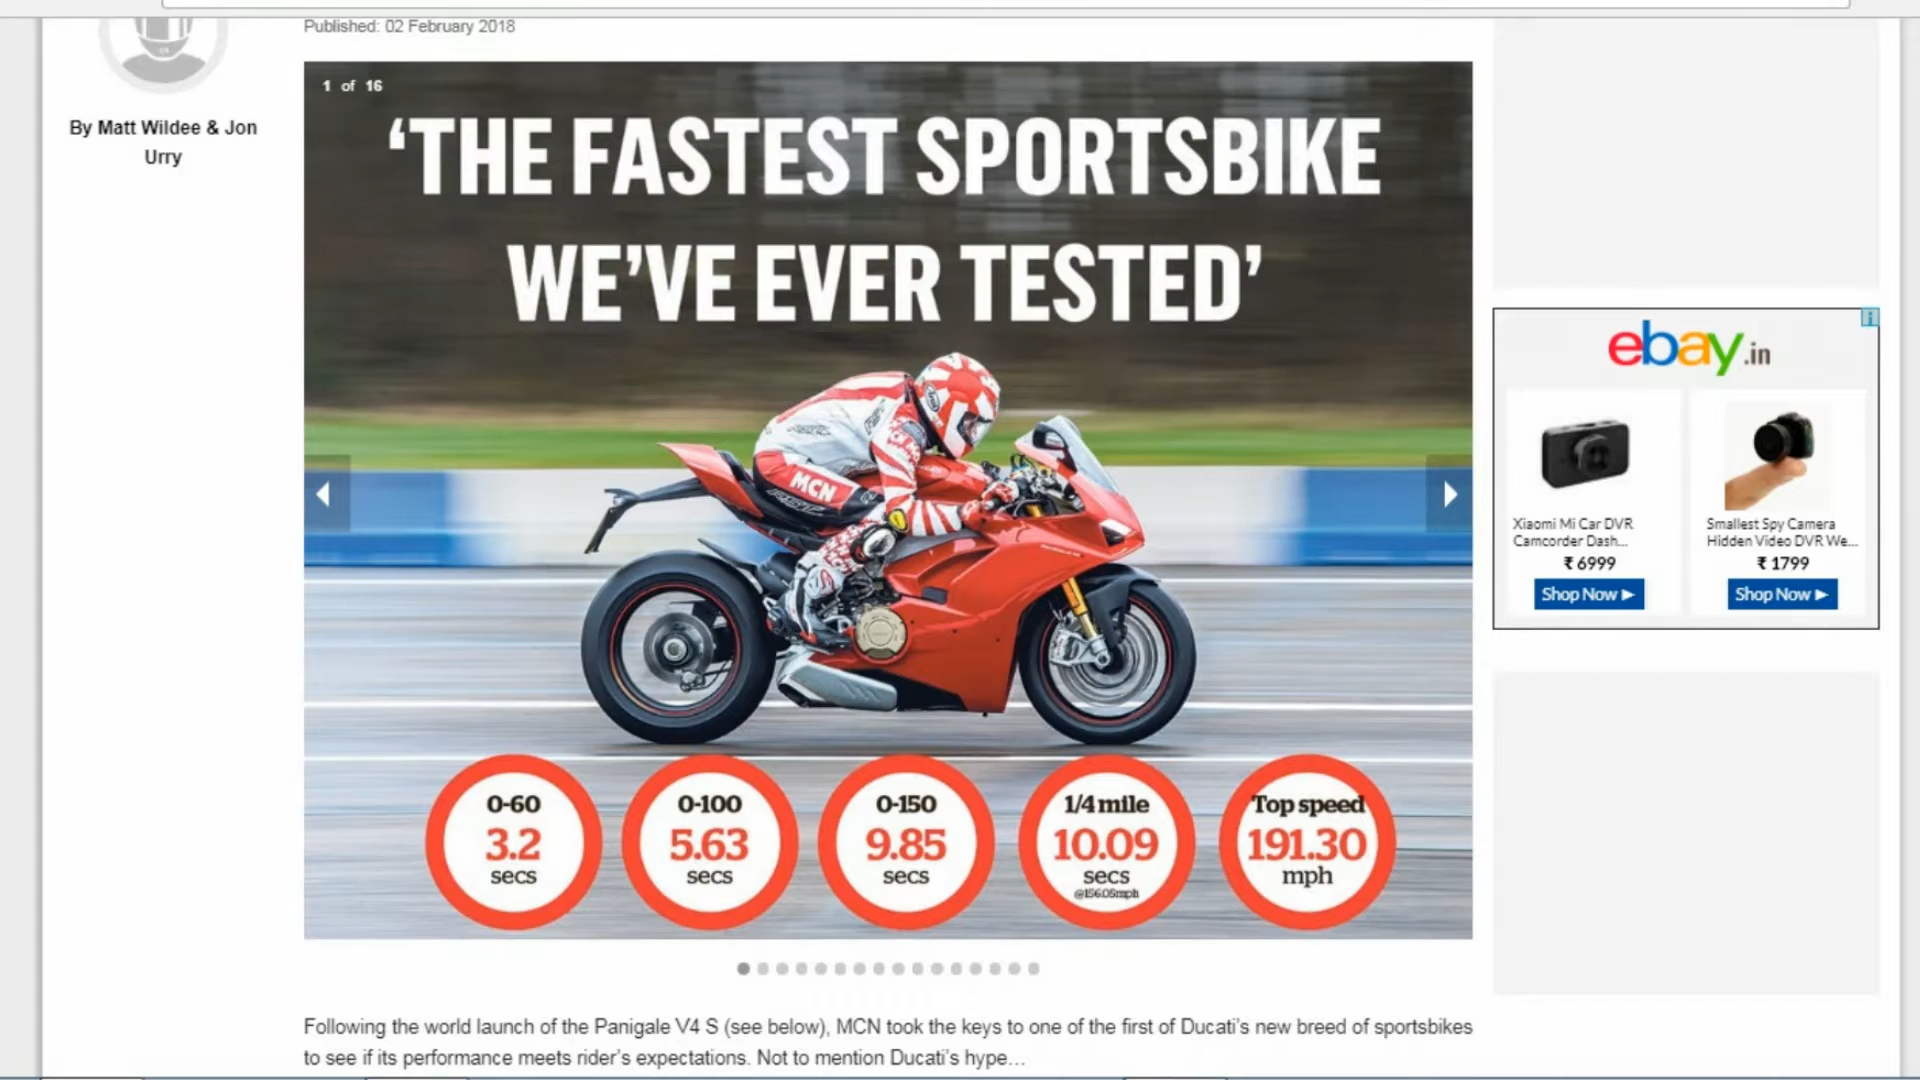 Published: 02 February 2018
By Matt Wildee & Jon
Urry
1 of 16
‘THE FASTEST SPORTSBIKE
WE’VE EVER TESTED’
MCN
0-60
3.2
secs
0-100
5.63
secs
0-150
9.85
secs
1/4 mile
10.09
secs
@156.05mph
Top speed
191.30
mph
Following the world launch of the Panigale V4 S (see below), MCN took the keys to one of the first of Ducati’s new breed of sportsbikes
to see if its performance meets rider’s expectations. Not to mention Ducati’s hype…
ebay.in
Xiaomi Mi Car DVR
Camcorder Dash...
₹ 6999
Shop Now ►
Smallest Spy Camera
Hidden Video DVR We...
₹ 1799
Shop Now ►